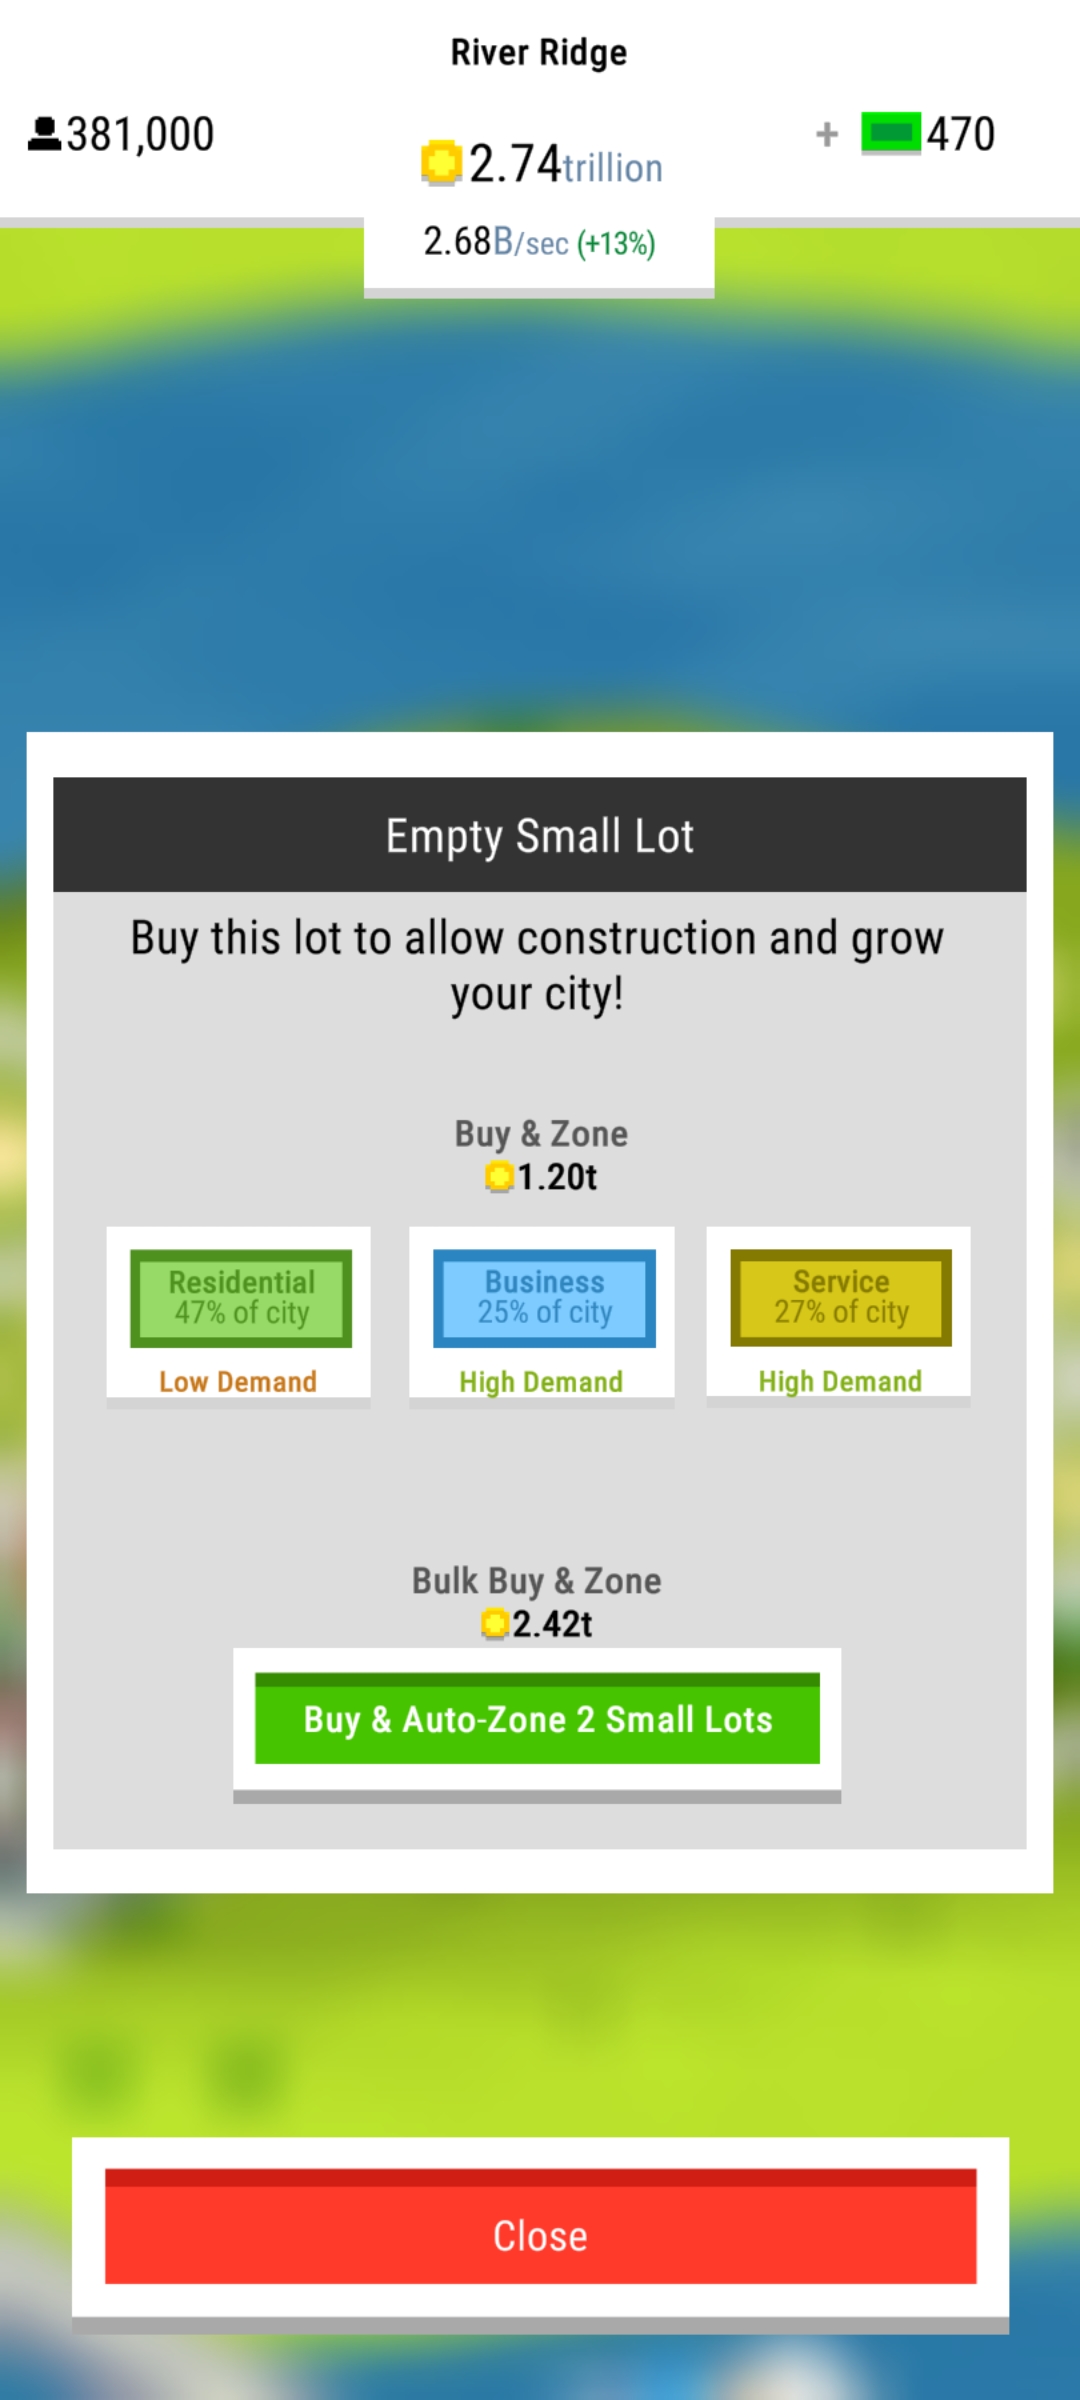 River Ridge
381,000
+ 470
2.74trillion
2.68B/sec (+13%)
Empty Small Lot
Buy this lot to allow construction and grow
your city!
Buy & Zone
1.20t
Residential
47% of city
Low Demand
Business
25% of city
High Demand
Service
27% of city
High Demand
Bulk Buy & Zone
2.42t
Buy & Auto-Zone 2 Small Lots
Close